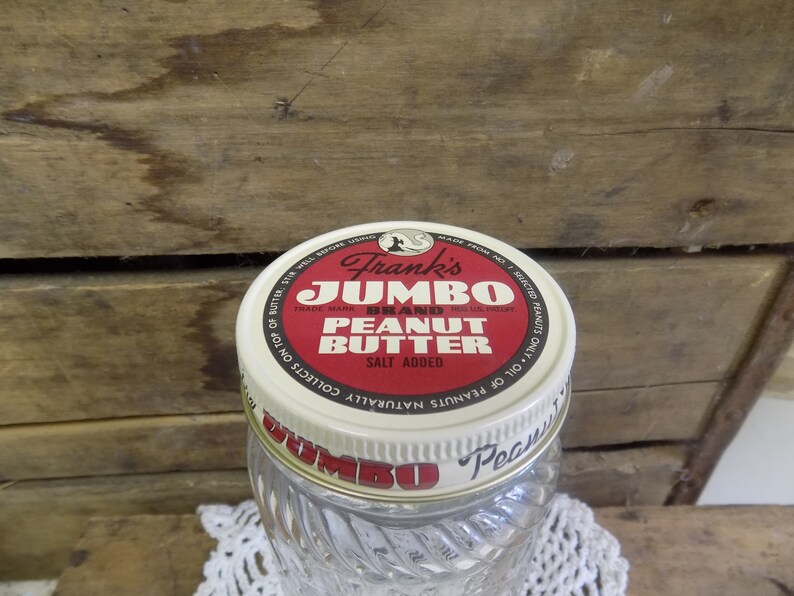 MADE FROM NO. 1 SELECTED PEANUTS ONLY • OIL OF PEANUTS NATURALLY COLLECTS ON TOP OF BUTTER; STIR WELL BEFORE USING
Frank's
JUMBO
TRADE MARK BRAND REG. U.S. PAT. OFF.
PEANUT
BUTTER
SALT ADDED
JUMBO Peanut